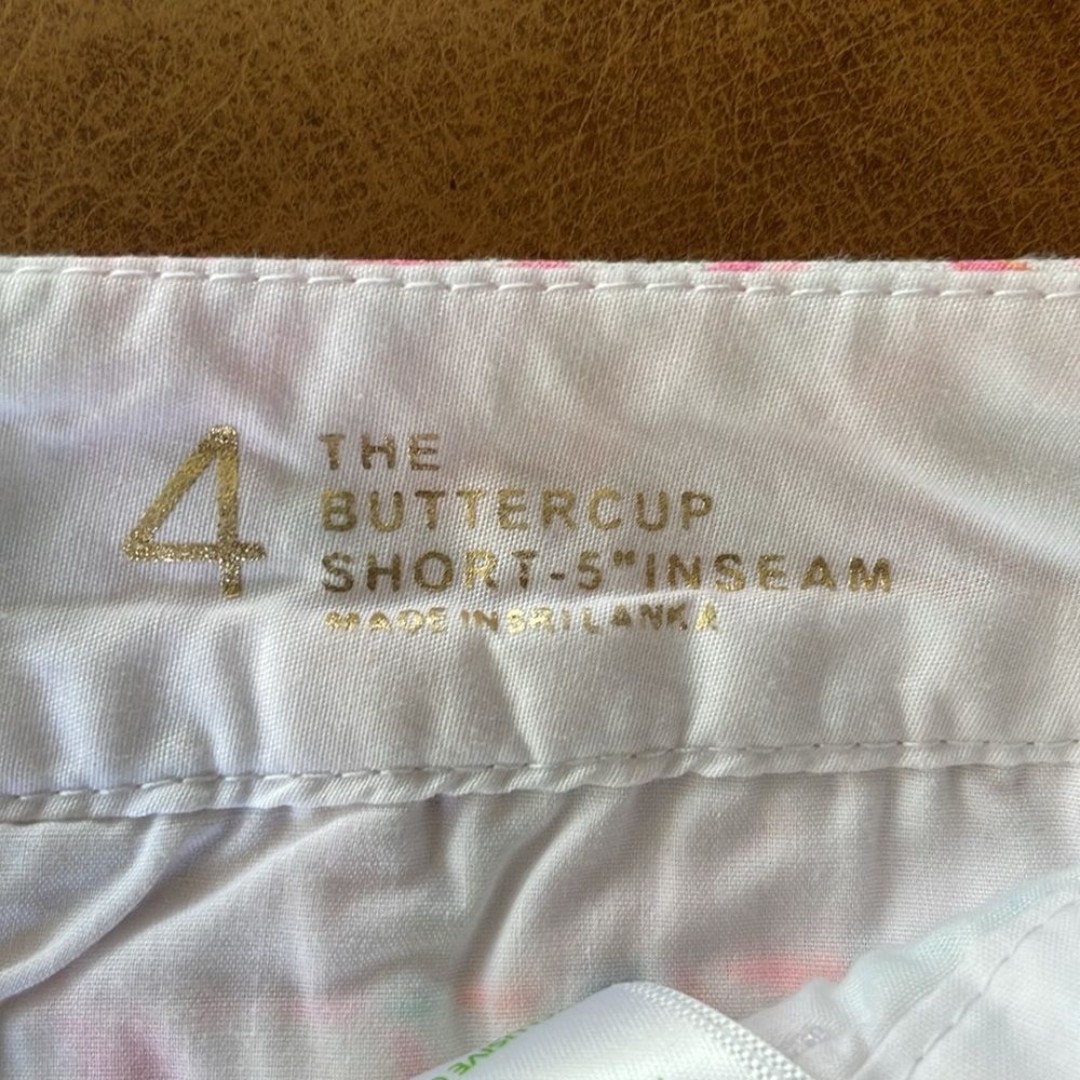 4
THE
BUTTERCUP
SHORT-5"INSEAM
MADE IN SRI LANKA